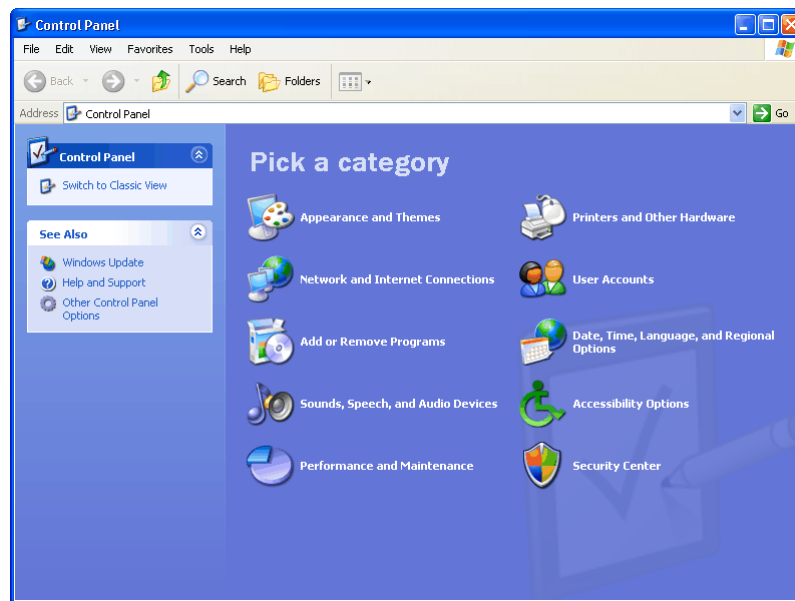 Control Panel
File Edit View Favorites Tools Help
Back Search Folders
Address Control Panel Go
Control Panel
Switch to Classic View
See Also
Windows Update
Help and Support
Other Control Panel
Options
Pick a category
Appearance and Themes
Printers and Other Hardware
Network and Internet Connections
User Accounts
Add or Remove Programs
Date, Time, Language, and Regional
Options
Sounds, Speech, and Audio Devices
Accessibility Options
Performance and Maintenance
Security Center